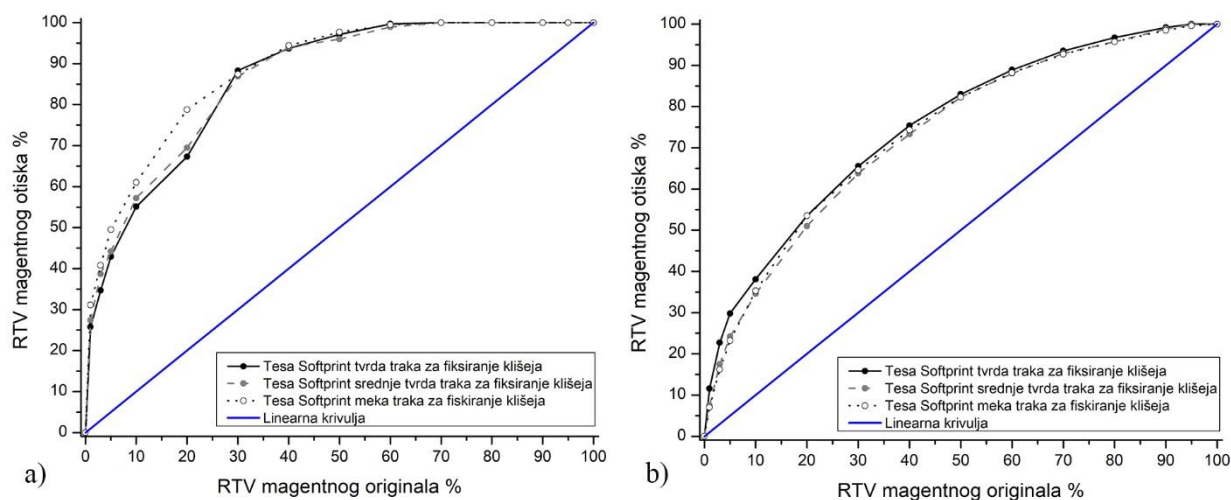 RTV magentnog otiska %
100
90
80
70
60
50
40
30
20
10
0
Tesa Softprint tvrda traka za fiksiranje klišeja
Tesa Softprint srednje tvrda traka za fiksiranje klišeja
Tesa Softprint meka traka za fiskiranje klišeja
Linearna krivulja
0 10 20 30 40 50 60 70 80 90 100
a)
RTV magentnog originala %
RTV magentnog otiska %
100
90
80
70
60
50
40
30
20
10
0
Tesa Softprint tvrda traka za fiksiranje klišeja
Tesa Softprint srednje tvrda traka za fiksiranje klišeja
Tesa Softprint meka traka za fiskiranje klišeja
Linearna krivulja
0 10 20 30 40 50 60 70 80 90 100
b)
RTV magentnog originala %